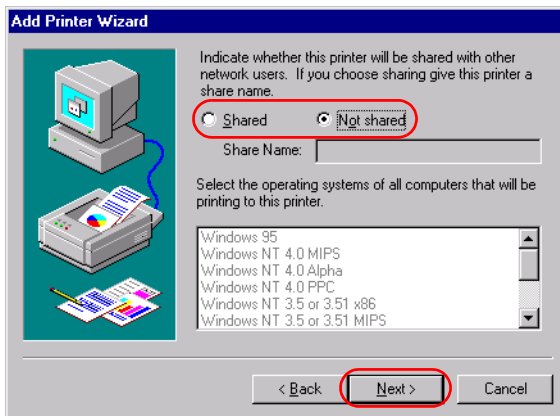 Add Printer Wizard
Indicate whether this printer will be shared with other
network users. If you choose sharing give this printer a
share name.
Shared Not shared
Share Name:
Select the operating systems of all computers that will be
printing to this printer.
Windows 95
Windows NT 4.0 MIPS
Windows NT 4.0 Alpha
Windows NT 4.0 PPC
Windows NT 3.5 or 3.51 x86
Windows NT 3.5 or 3.51 MIPS
< Back Next > Cancel